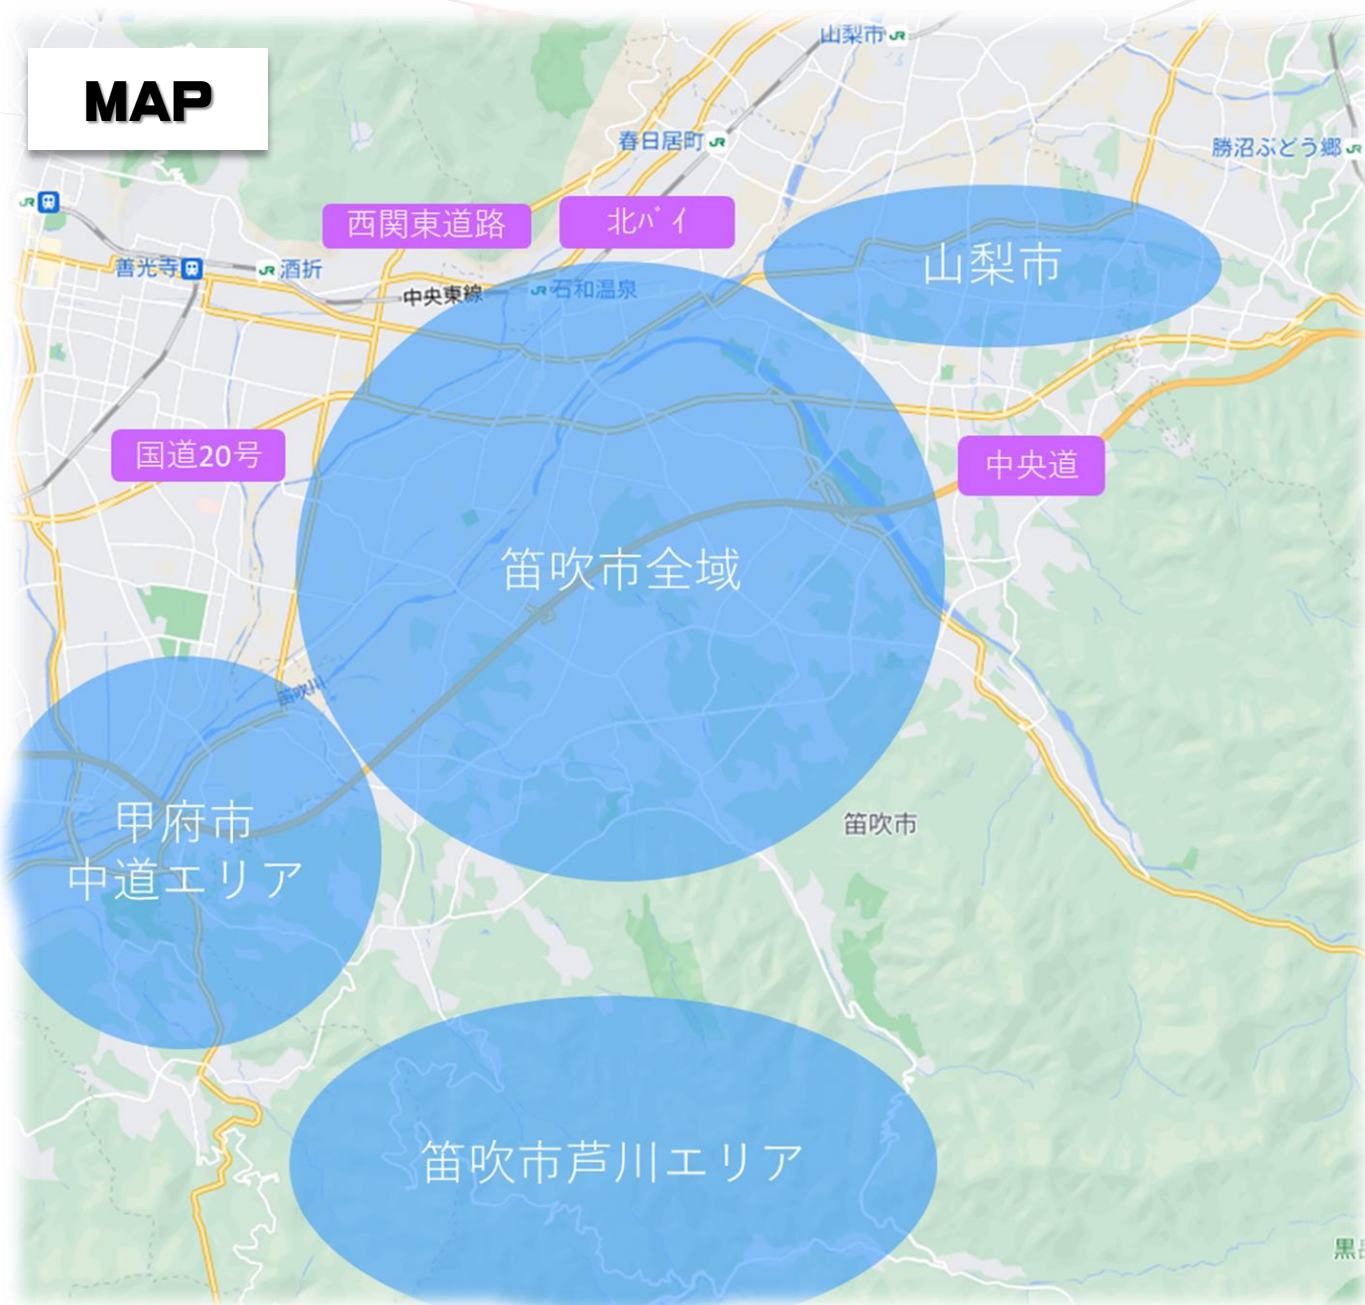 山梨市
MAP
春日居町
勝沼ぶどう郷
西関東道路
北ﾊﾞｲ
山梨市
善光寺
酒折
中央東線
石和温泉
国道20号
中央道
笛吹市全域
笛吹川
甲府市
中道エリア
笛吹市
笛吹市芦川エリア
黒